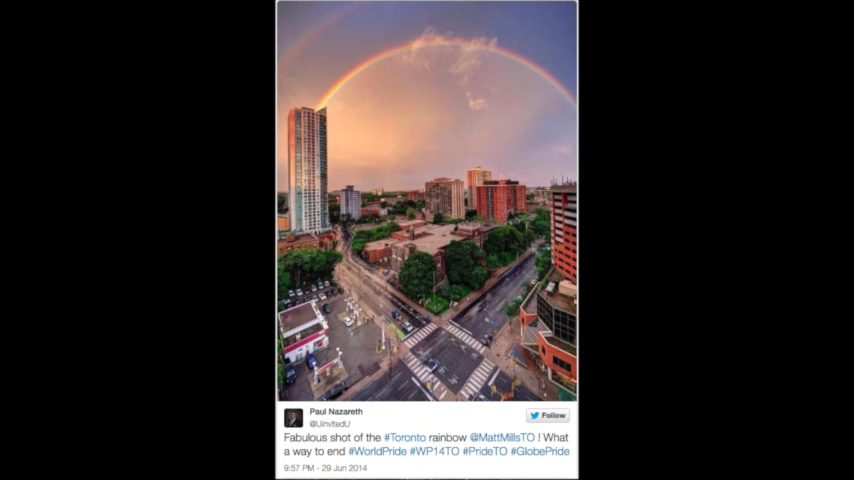 Paul Nazareth
@UinvitedU
Follow
Fabulous shot of the #Toronto rainbow @MattMillsTO ! What
a way to end #WorldPride #WP14TO #PrideTO #GlobePride
9:57 PM - 29 Jun 2014